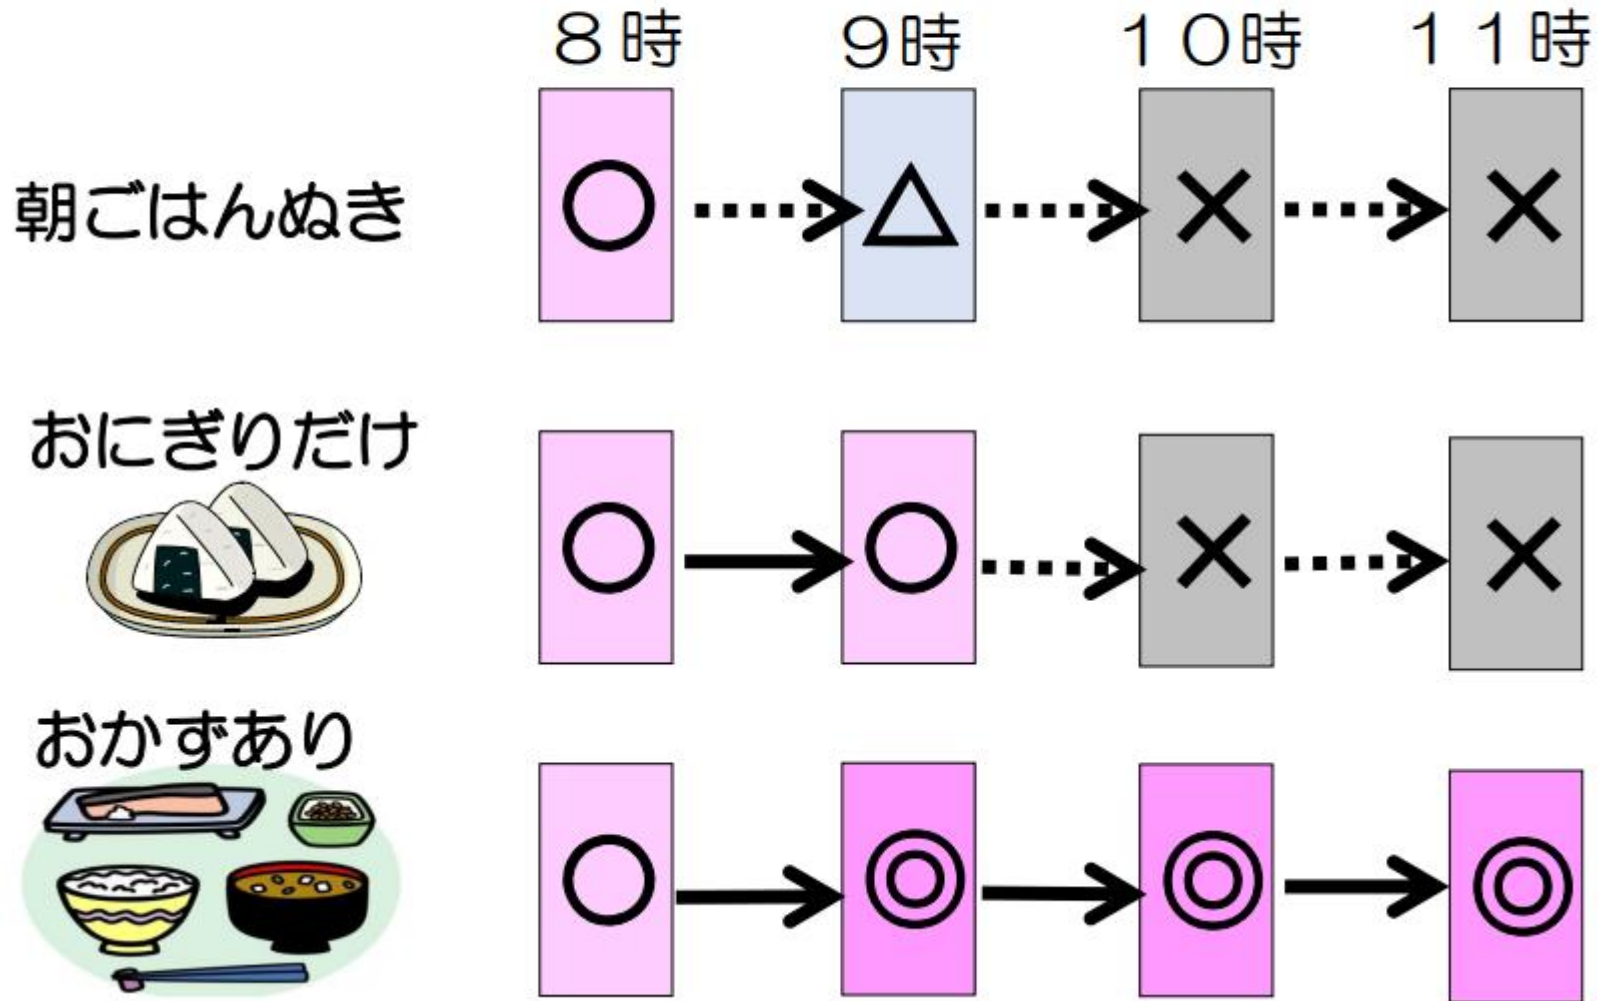 ８時 ９時 １０時 １１時
朝ごはんぬき ○ △ × ×
おにぎりだけ ○ ○ × ×
おかずあり ○ ◎ ◎ ◎